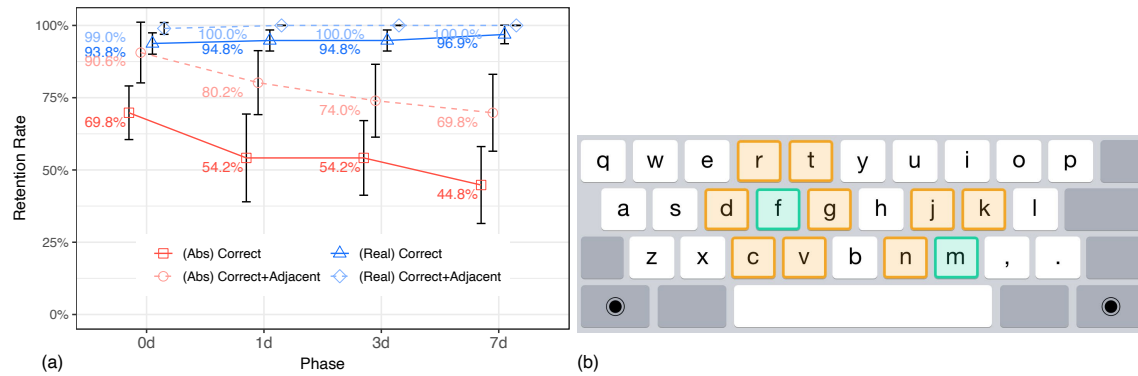 100%
75%
50%
25%
0%
Retention Rate
99.0%
93.8%
90.6%
69.8%
100.0%
94.8%
80.2%
54.2%
100.0%
94.8%
74.0%
54.2%
100.0%
96.9%
69.8%
44.8%
(Abs) Correct
(Real) Correct
(Abs) Correct+Adjacent
(Real) Correct+Adjacent
0d 1d 3d 7d
Phase
(a)
q w e r t y u i o p
a s d f g h j k l
z x c v b n m , .
(b)